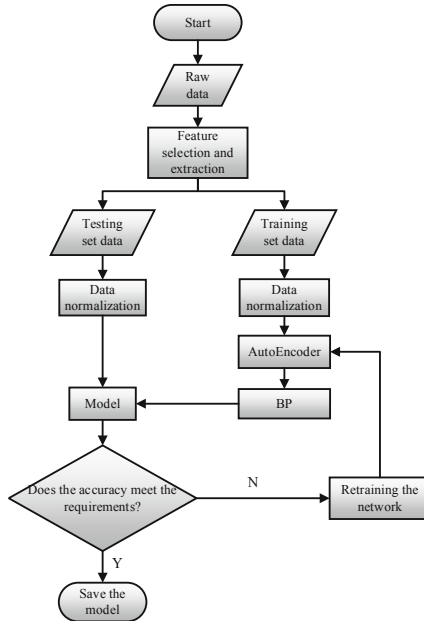 Start
Raw
data
Feature
selection and
extraction
Testing
set data
Training
set data
Data
normalization
Data
normalization
AutoEncoder
Model
BP
Does the accuracy meet the
requirements?
N
Retraining the
network
Y
Save the
model